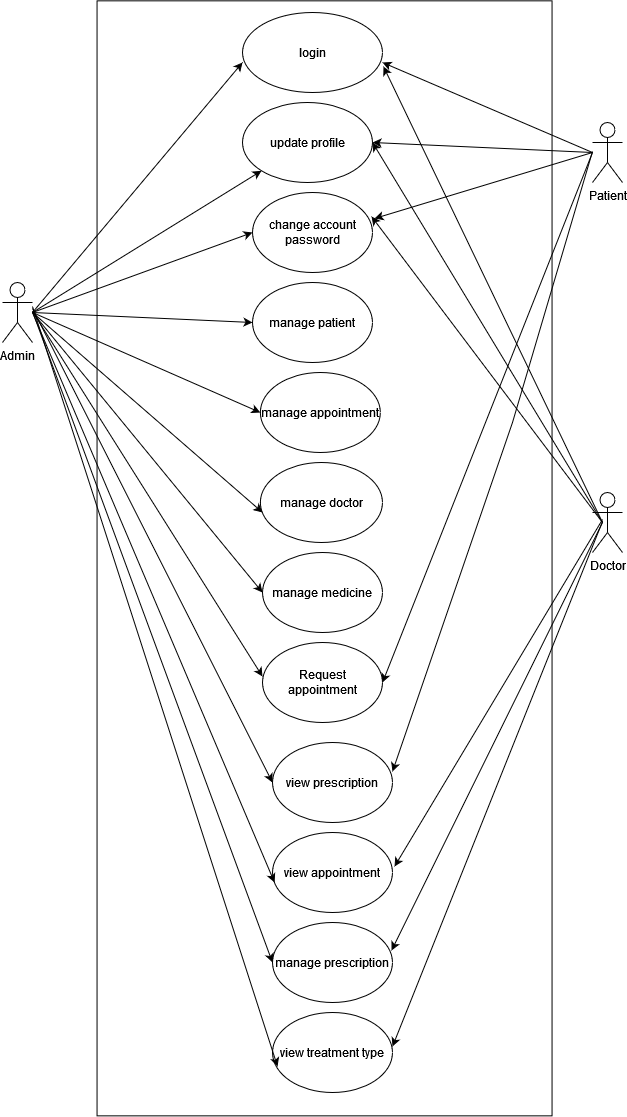 login
update profile
Patient
change account
password
manage patient
Admin
manage appointment
manage doctor
Doctor
manage medicine
Request
appointment
view prescription
view appointment
manage prescription
view treatment type